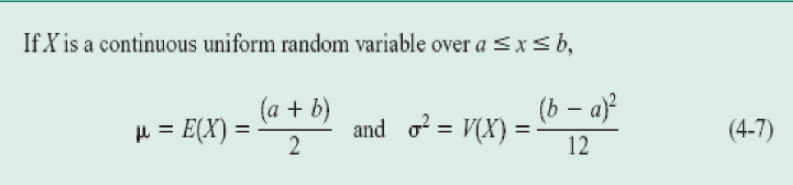 If X is a continuous uniform random variable over a ≤ x ≤ b,
μ = E(X) = (a + b)/2 and σ² = V(X) = (b − a)²/12 (4-7)